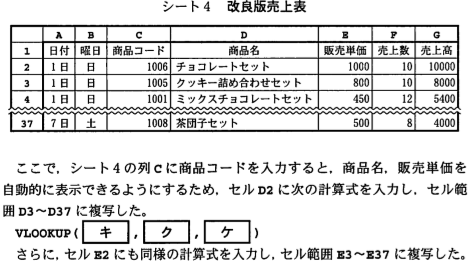 シート4 改良版売上表
A B C D E F G
1 日付 曜日 商品コード 商品名 販売単価 売上数 売上高
2 1日 日 1006 チョコレートセット 1000 10 10000
3 1日 日 1005 クッキー詰め合わせセット 800 10 8000
4 1日 日 1001 ミックスチョコレートセット 450 12 5400
37 7日 土 1008 茶団子セット 500 8 4000
ここで，シート4の列Cに商品コードを入力すると，商品名，販売単価を
自動的に表示できるようにするため，セルD2に次の計算式を入力し，セル範
囲D3～D37に複写した。
VLOOKUP( キ , ク , ケ )
さらに，セルE2にも同様の計算式を入力し，セル範囲E3～E37に複写した。